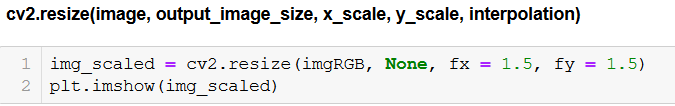 cv2.resize(image, output_image_size, x_scale, y_scale, interpolation)
1 img_scaled = cv2.resize(imgRGB, None, fx = 1.5, fy = 1.5)
2 plt.imshow(img_scaled)